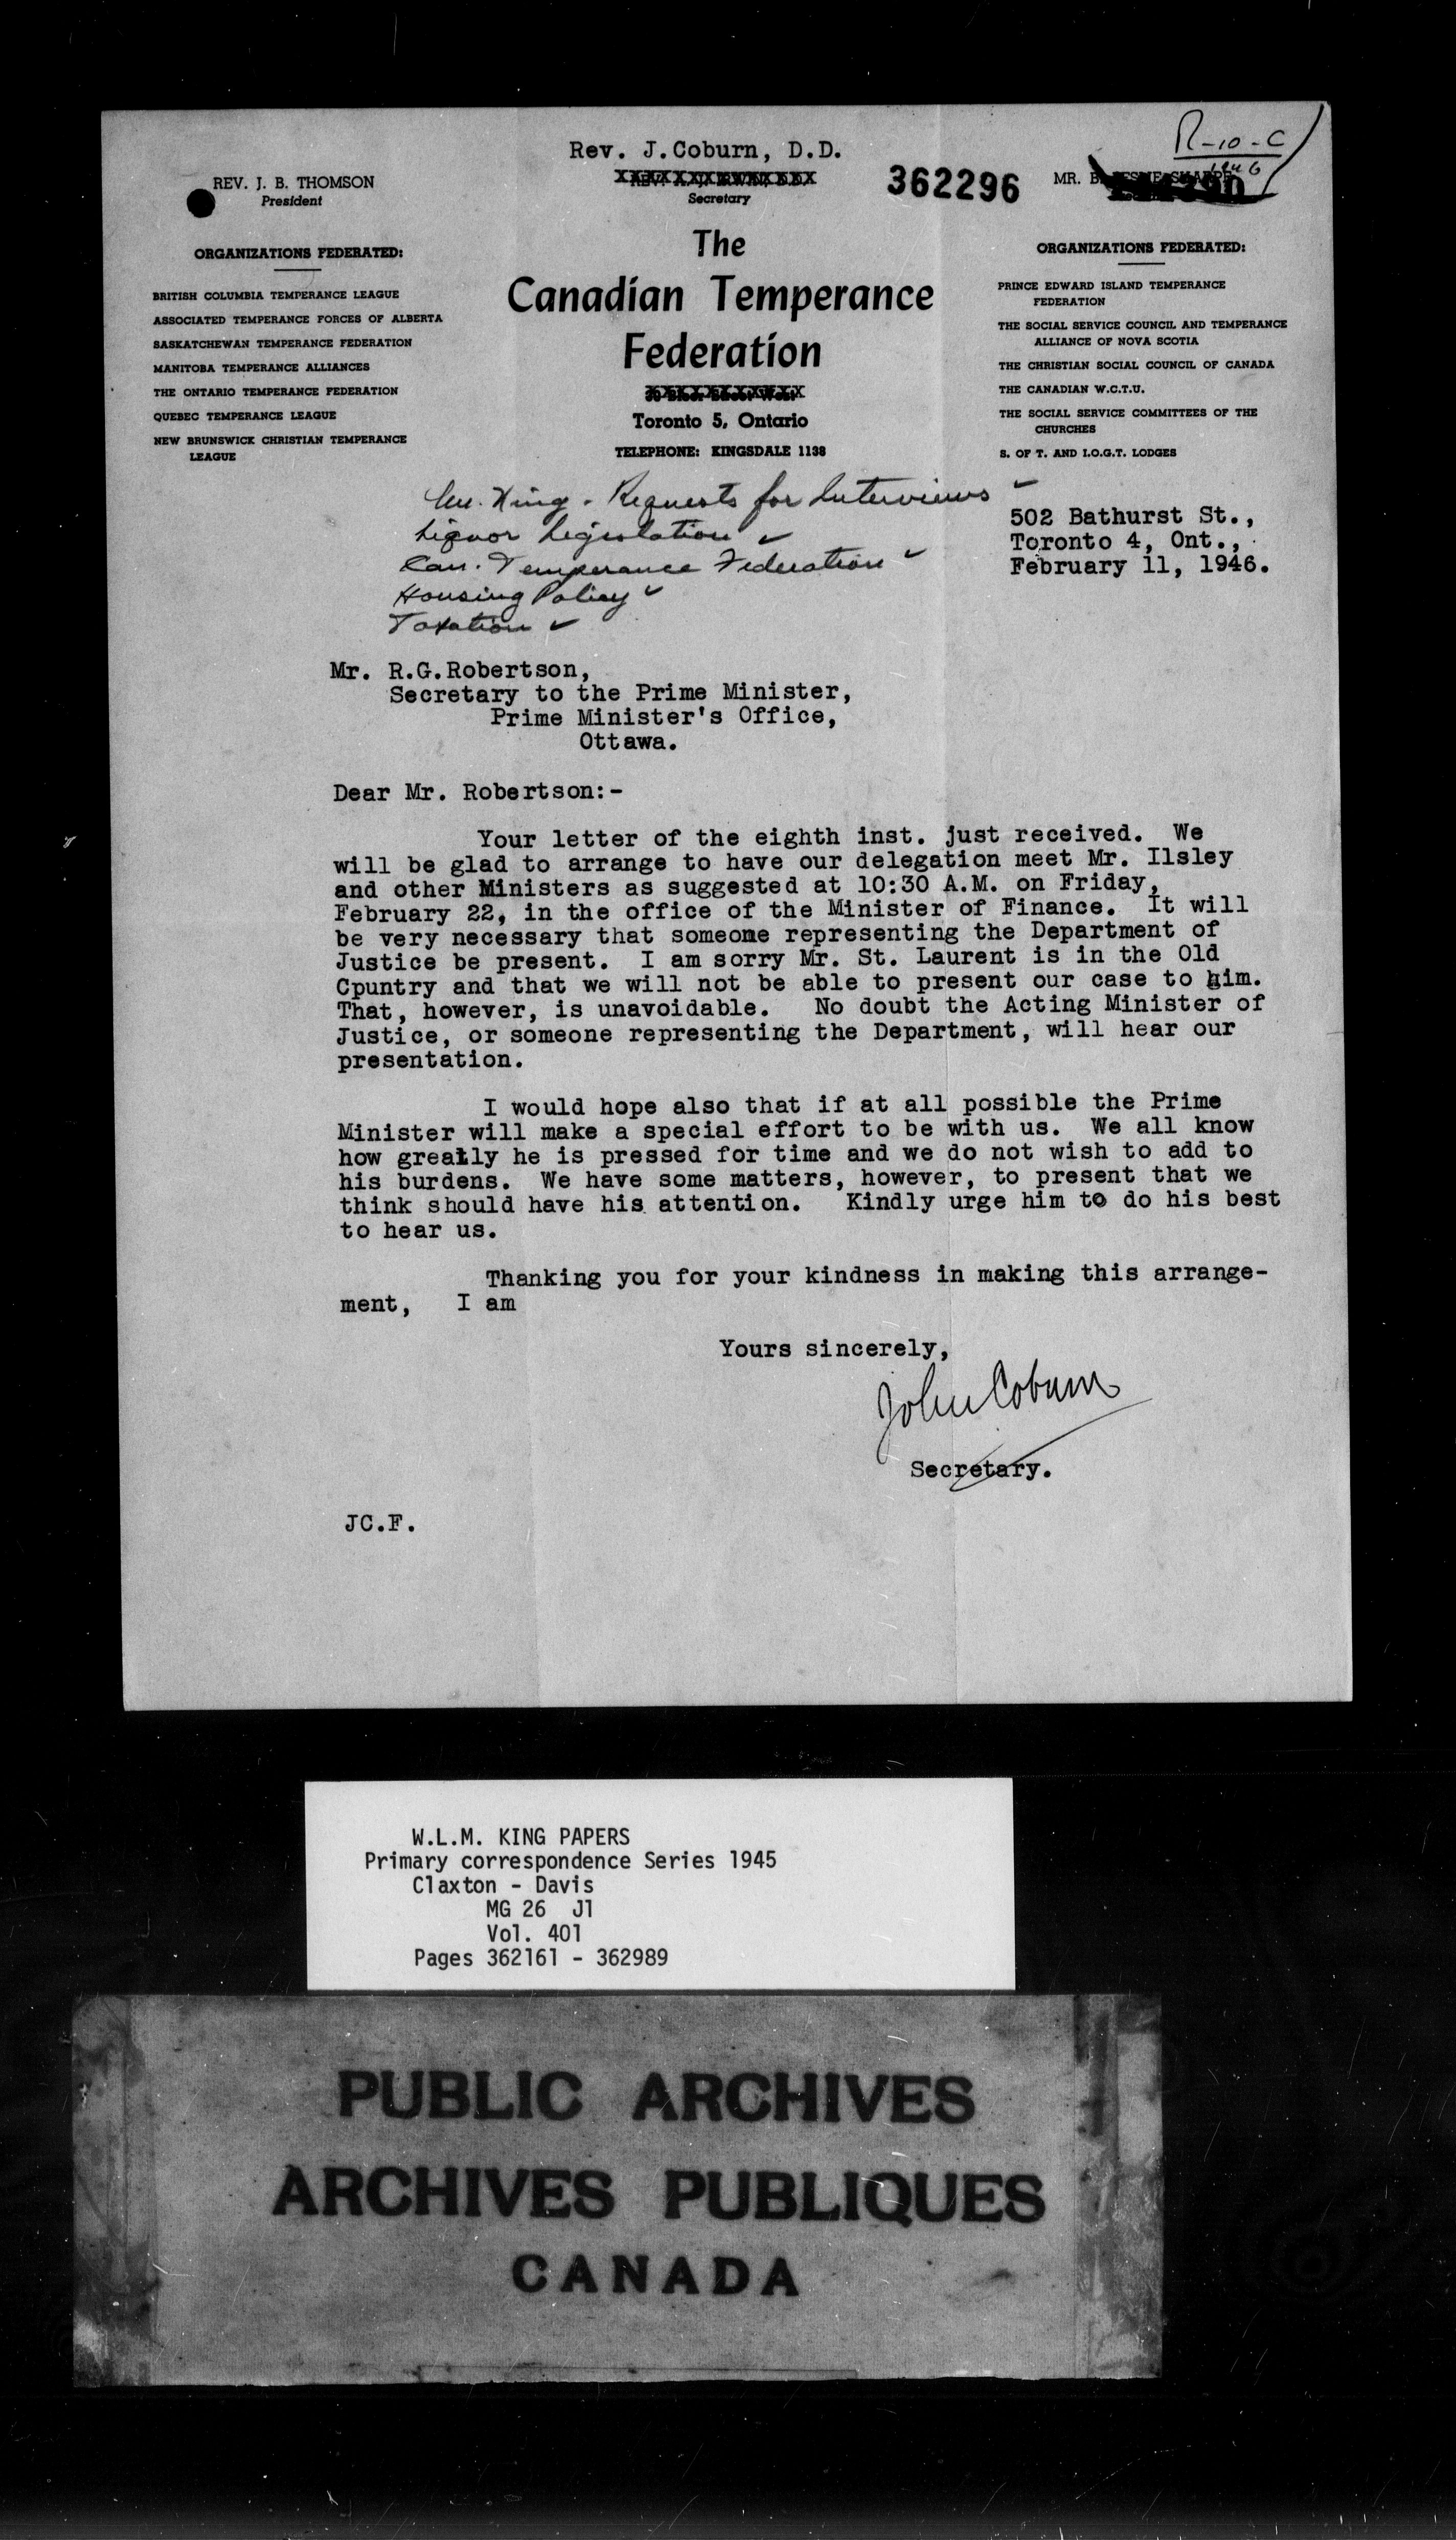 R-10-C
1946
Rev. J.Coburn, D.D.
REV. J. B. THOMSON
President
Secretary
362296
MR. B. LESLIE SHARPE
The
Canadian Temperance
Federation
30 Bloor Street West
Toronto 5, Ontario
TELEPHONE: KINGSDALE 1138
ORGANIZATIONS FEDERATED:
BRITISH COLUMBIA TEMPERANCE LEAGUE
ASSOCIATED TEMPERANCE FORCES OF ALBERTA
SASKATCHEWAN TEMPERANCE FEDERATION
MANITOBA TEMPERANCE ALLIANCES
THE ONTARIO TEMPERANCE FEDERATION
QUEBEC TEMPERANCE LEAGUE
NEW BRUNSWICK CHRISTIAN TEMPERANCE
LEAGUE
ORGANIZATIONS FEDERATED:
PRINCE EDWARD ISLAND TEMPERANCE
FEDERATION
THE SOCIAL SERVICE COUNCIL AND TEMPERANCE
ALLIANCE OF NOVA SCOTIA
THE CHRISTIAN SOCIAL COUNCIL OF CANADA
THE CANADIAN W.C.T.U.
THE SOCIAL SERVICE COMMITTEES OF THE
CHURCHES
S. OF T. AND I.O.G.T. LODGES
King - Requests for Interviews ✓
Liquor Legislation ✓
Can. Temperance Federation ✓
Housing Policy ✓
Taxation ✓
502 Bathurst St.,
Toronto 4, Ont.,
February 11, 1946.
Mr. R.G.Robertson,
Secretary to the Prime Minister,
Prime Minister's Office,
Ottawa.
Dear Mr. Robertson:-
Your letter of the eighth inst. just received. We
will be glad to arrange to have our delegation meet Mr. Ilsley
and other Ministers as suggested at 10:30 A.M. on Friday,
February 22, in the office of the Minister of Finance. It will
be very necessary that someone representing the Department of
Justice be present. I am sorry Mr. St. Laurent is in the Old
Cpuntry and that we will not be able to present our case to him.
That, however, is unavoidable. No doubt the Acting Minister of
Justice, or someone representing the Department, will hear our
presentation.
I would hope also that if at all possible the Prime
Minister will make a special effort to be with us. We all know
how greatly he is pressed for time and we do not wish to add to
his burdens. We have some matters, however, to present that we
think should have his attention. Kindly urge him to do his best
to hear us.
Thanking you for your kindness in making this arrange-
ment, I am
Yours sincerely,
John Coburn
Secretary.
JC.F.
W.L.M. KING PAPERS
Primary correspondence Series 1945
Claxton - Davis
MG 26 J1
Vol. 401
Pages 362161 - 362989
PUBLIC ARCHIVES
ARCHIVES PUBLIQUES
CANADA